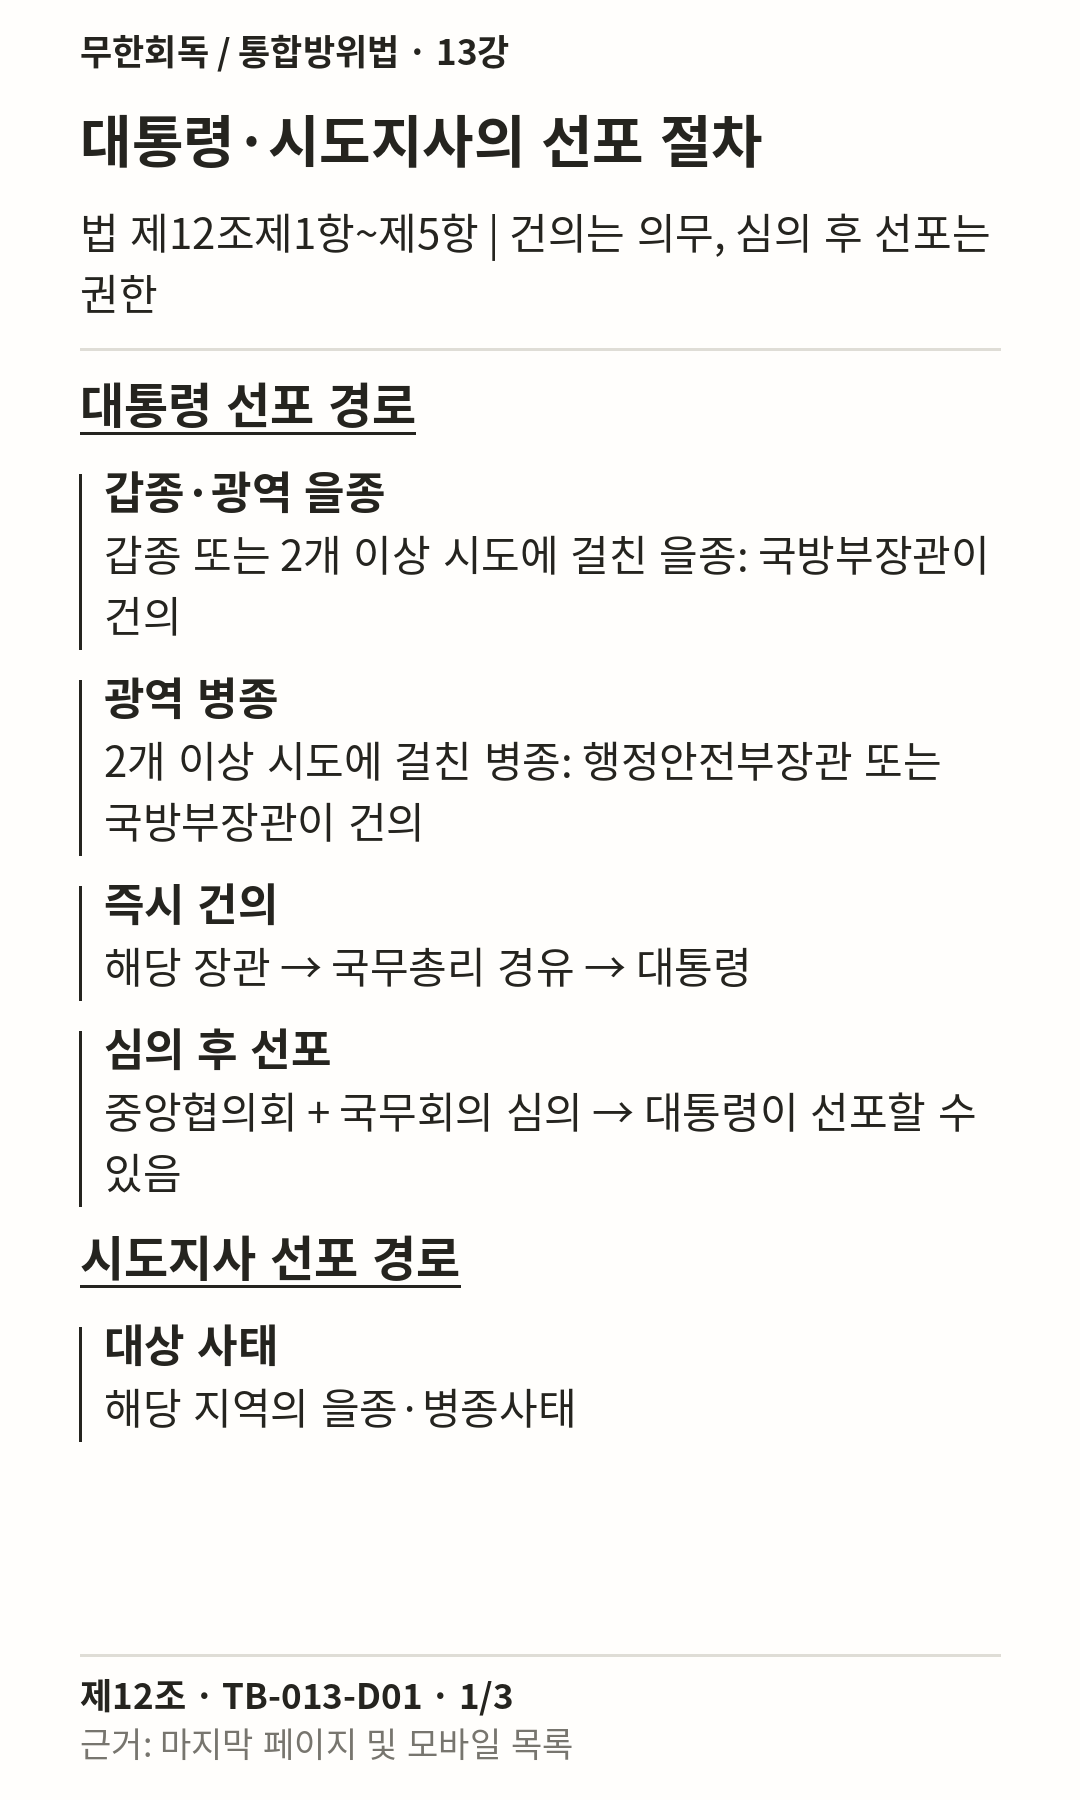 무한회독 / 통합방위법 · 13강
대통령·시도지사의 선포 절차
법 제12조제1항~제5항 | 건의는 의무, 심의 후 선포는
권한
대통령 선포 경로
갑종·광역 을종
갑종 또는 2개 이상 시도에 걸친 을종: 국방부장관이
건의
광역 병종
2개 이상 시도에 걸친 병종: 행정안전부장관 또는
국방부장관이 건의
즉시 건의
해당 장관 → 국무총리 경유 → 대통령
심의 후 선포
중앙협의회 + 국무회의 심의 → 대통령이 선포할 수
있음
시도지사 선포 경로
대상 사태
해당 지역의 을종·병종사태
제12조 · TB-013-D01 · 1/3
근거: 마지막 페이지 및 모바일 목록